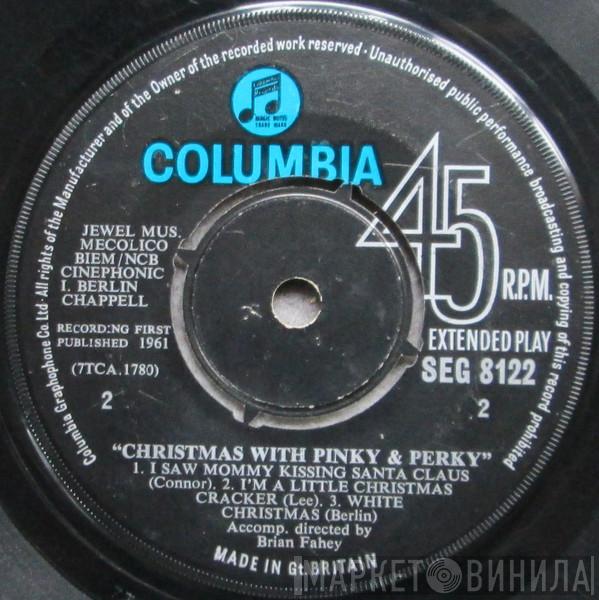 Columbia Graphophone Co. Ltd · All rights of the Manufacturer and of the Owner of the recorded work reserved · Unauthorised public performance broadcasting and copying of this record prohibited
MAGIC NOTES
TRADE MARK
COLUMBIA
45
R.P.M.
EXTENDED PLAY
SEG 8122
JEWEL MUS.
MECOLICO
BIEM/NCB
CINEPHONIC
I. BERLIN
CHAPPELL
RECORDING FIRST
PUBLISHED 1961
(7TCA.1780)
2
2
"CHRISTMAS WITH PINKY & PERKY"
1. I SAW MOMMY KISSING SANTA CLAUS
(Connor). 2. I'M A LITTLE CHRISTMAS
CRACKER (Lee). 3. WHITE
CHRISTMAS (Berlin)
Accomp. directed by
Brian Fahey
MADE IN Gt. BRITAIN
МАРКЕТ ВИНИЛА